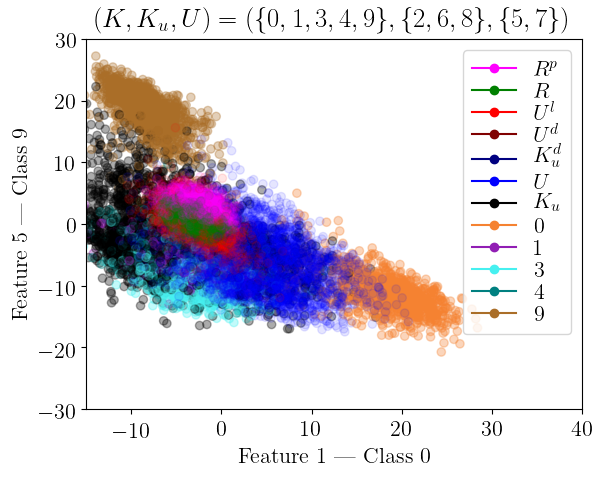 (K, K_u, U) = ({0, 1, 3, 4, 9}, {2, 6, 8}, {5, 7})
30
20
10
0
−10
−20
−30
Feature 5 — Class 9
R^p
R
U^l
U^d
K_u^d
U
K_u
0
1
3
4
9
−10
0
10
20
30
40
Feature 1 — Class 0